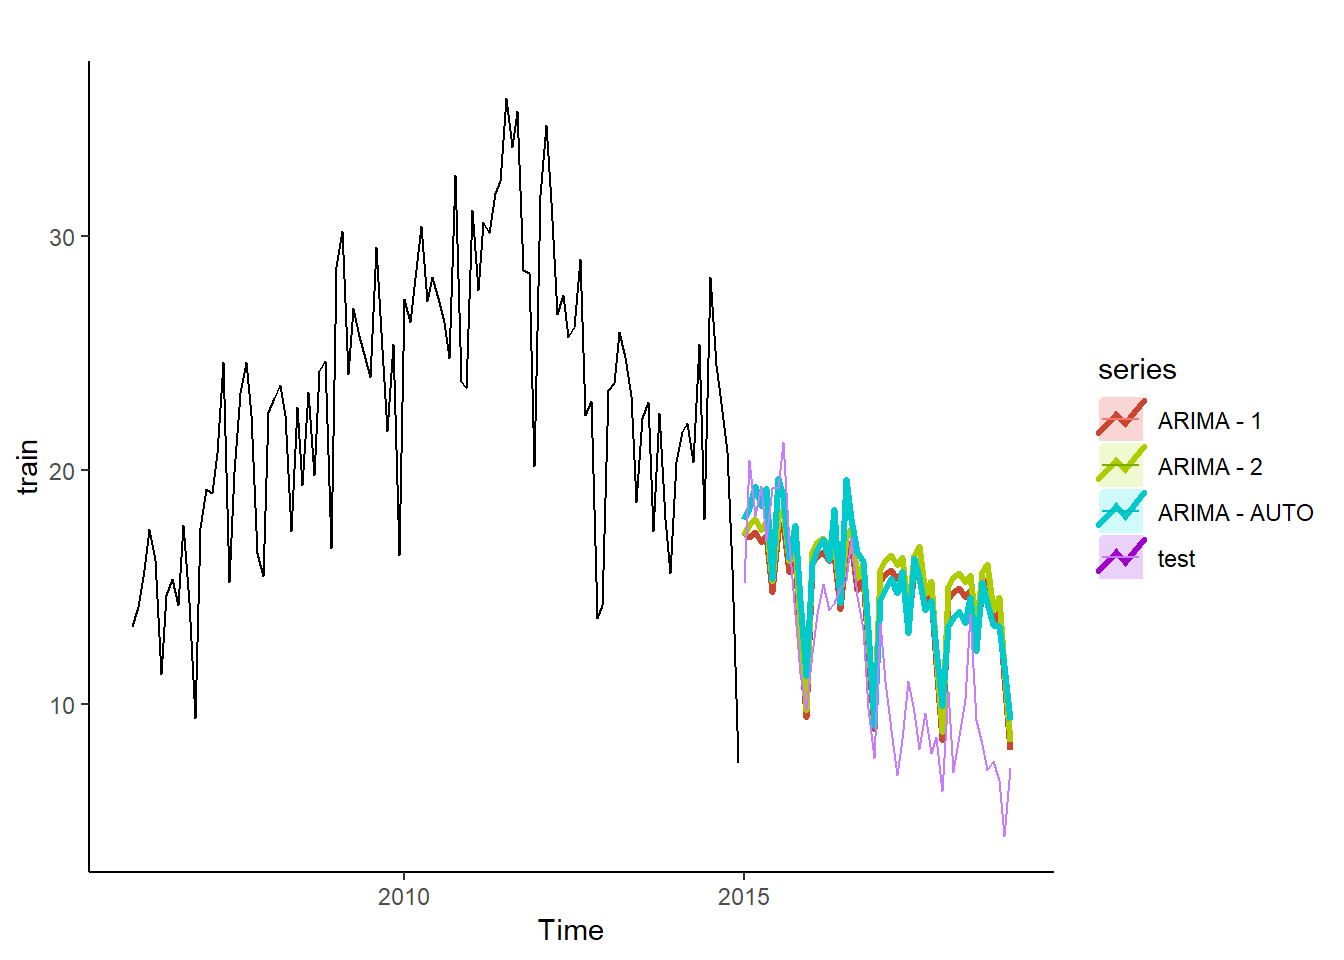 train
30
20
10
2010
2015
Time
series
ARIMA - 1
ARIMA - 2
ARIMA - AUTO
test